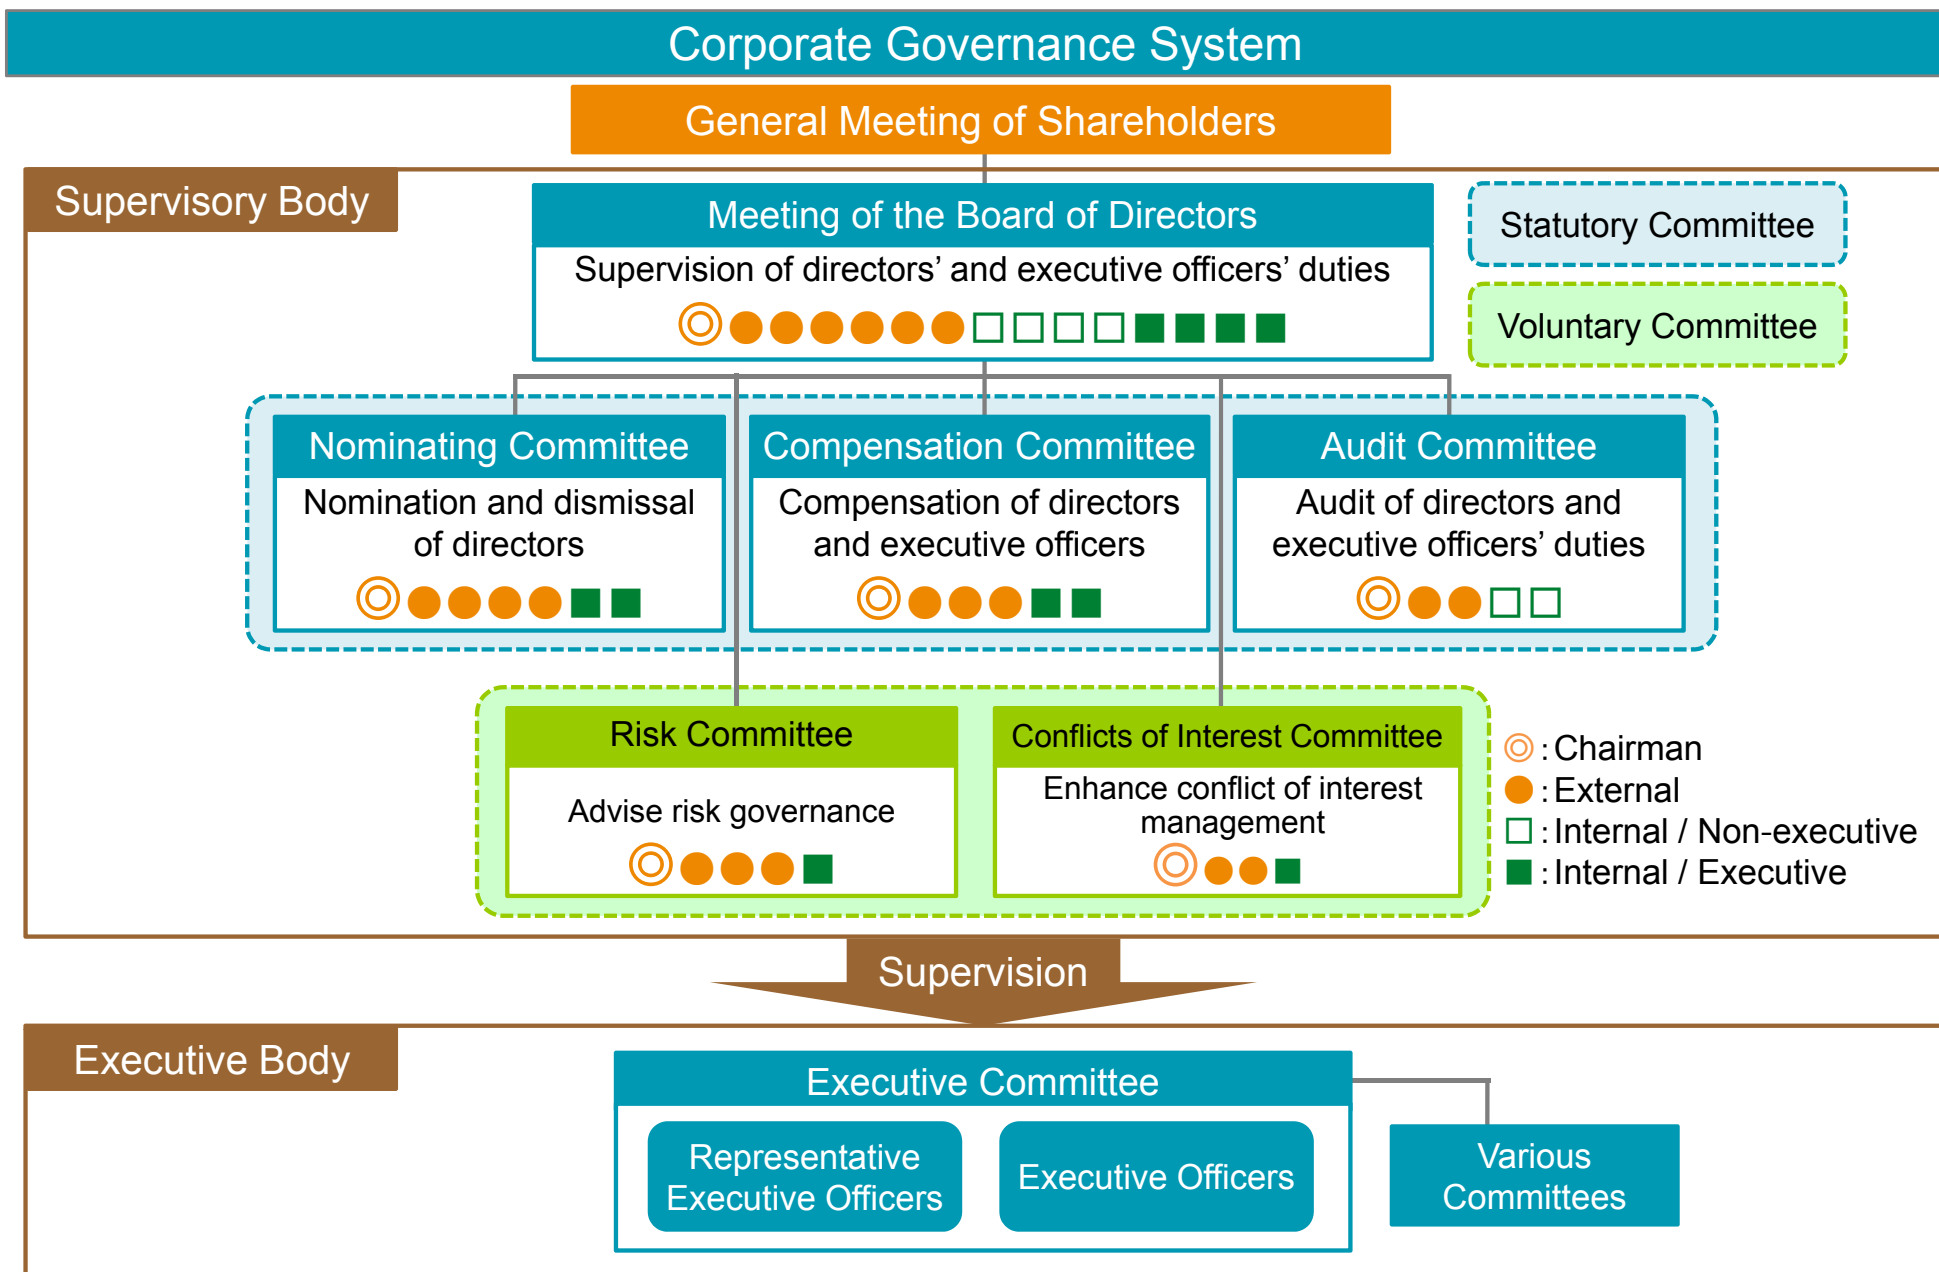 Corporate Governance System
General Meeting of Shareholders
Supervisory Body
Meeting of the Board of Directors
Supervision of directors’ and executive officers’ duties
Statutory Committee
Voluntary Committee
Nominating Committee
Nomination and dismissal
of directors
Compensation Committee
Compensation of directors
and executive officers
Audit Committee
Audit of directors and
executive officers’ duties
Risk Committee
Advise risk governance
Conflicts of Interest Committee
Enhance conflict of interest
management
: Chairman
: External
: Internal / Non-executive
: Internal / Executive
Supervision
Executive Body
Executive Committee
Representative
Executive Officers
Executive Officers
Various
Committees